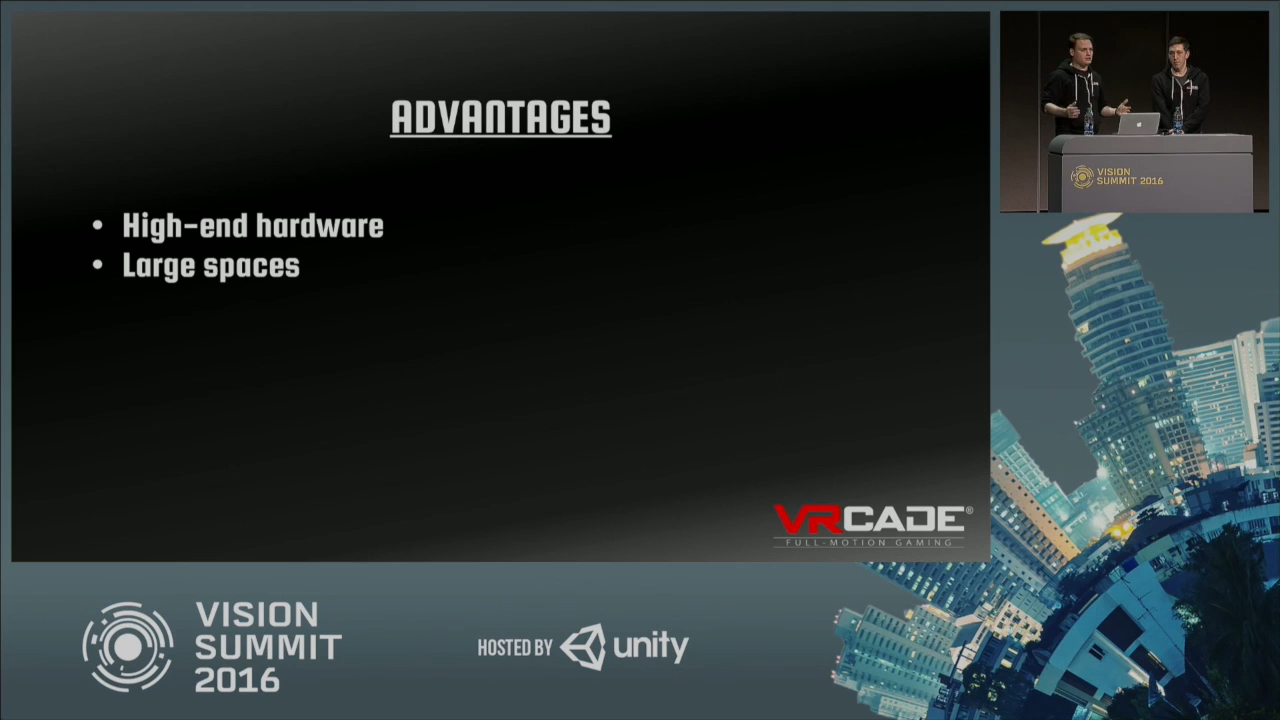 ADVANTAGES
• High-end hardware
• Large spaces
VRCADE®
FULL-MOTION GAMING
VISION
SUMMIT 2016
VISION
SUMMIT
2016
HOSTED BY unity